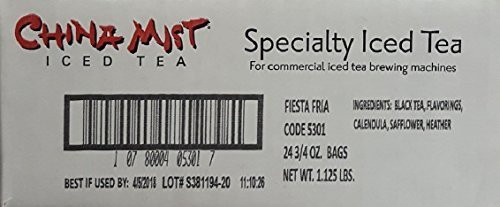 CHINA MIST
ICED TEA
Specialty Iced Tea
For commercial iced tea brewing machines
FIESTA FRIA
CODE 5301
24 3/4 OZ. BAGS
NET WT. 1.125 LBS.
INGREDIENTS: BLACK TEA, FLAVORINGS,
CALENDULA, SAFFLOWER, HEATHER
1 07 80004 05301 7
BEST IF USED BY: 4/5/2018 LOT# S381194-20 11:10:26